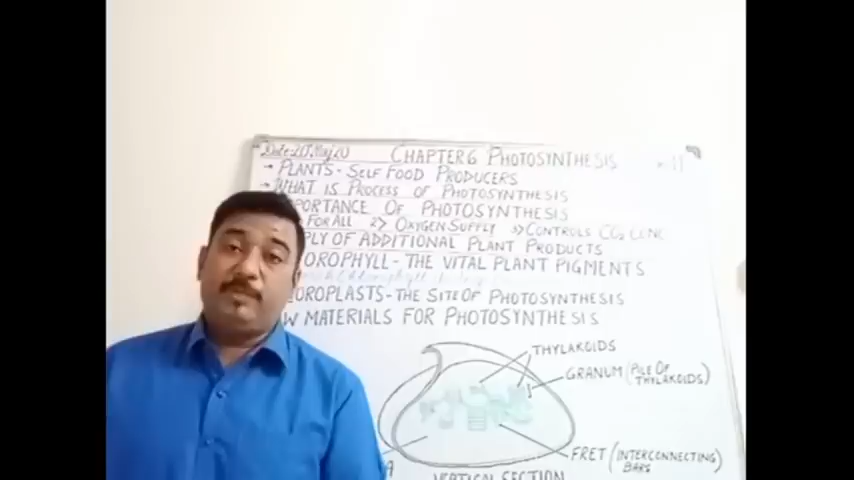 Date:- 20 May 20 CHAPTER 6 PHOTOSYNTHESIS
→ PLANTS - SELF FOOD PRODUCERS
→ WHAT IS PROCESS OF PHOTOSYNTHESIS
PORTANCE OF PHOTOSYNTHESIS
FOR ALL 2> OXYGEN SUPPLY 3> CONTROLS CO2 CONC
PLY OF ADDITIONAL PLANT PRODUCTS
OROPHYLL - THE VITAL PLANT PIGMENTS
OROPLASTS - THE SITE OF PHOTOSYNTHESIS
W MATERIALS FOR PHOTOSYNTHESIS
THYLAKOIDS
GRANUM (PILE OF THYLAKOIDS)
FRET (INTERCONNECTING BARS
A
VERTICAL SECTION